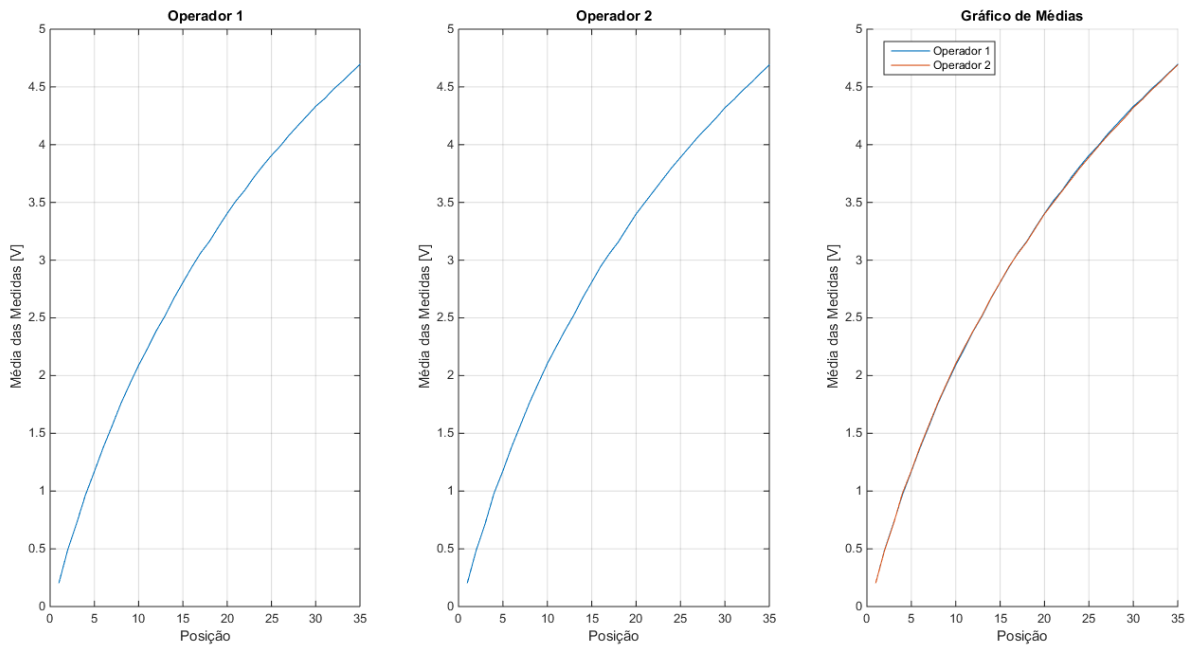 Operador 1
5
4.5
4
3.5
3
2.5
2
1.5
1
0.5
0
Média das Medidas [V]
0 5 10 15 20 25 30 35
Posição
Operador 2
5
4.5
4
3.5
3
2.5
2
1.5
1
0.5
0
Média das Medidas [V]
0 5 10 15 20 25 30 35
Posição
Gráfico de Médias
Operador 1
Operador 2
5
4.5
4
3.5
3
2.5
2
1.5
1
0.5
0
Média das Medidas [V]
0 5 10 15 20 25 30 35
Posição